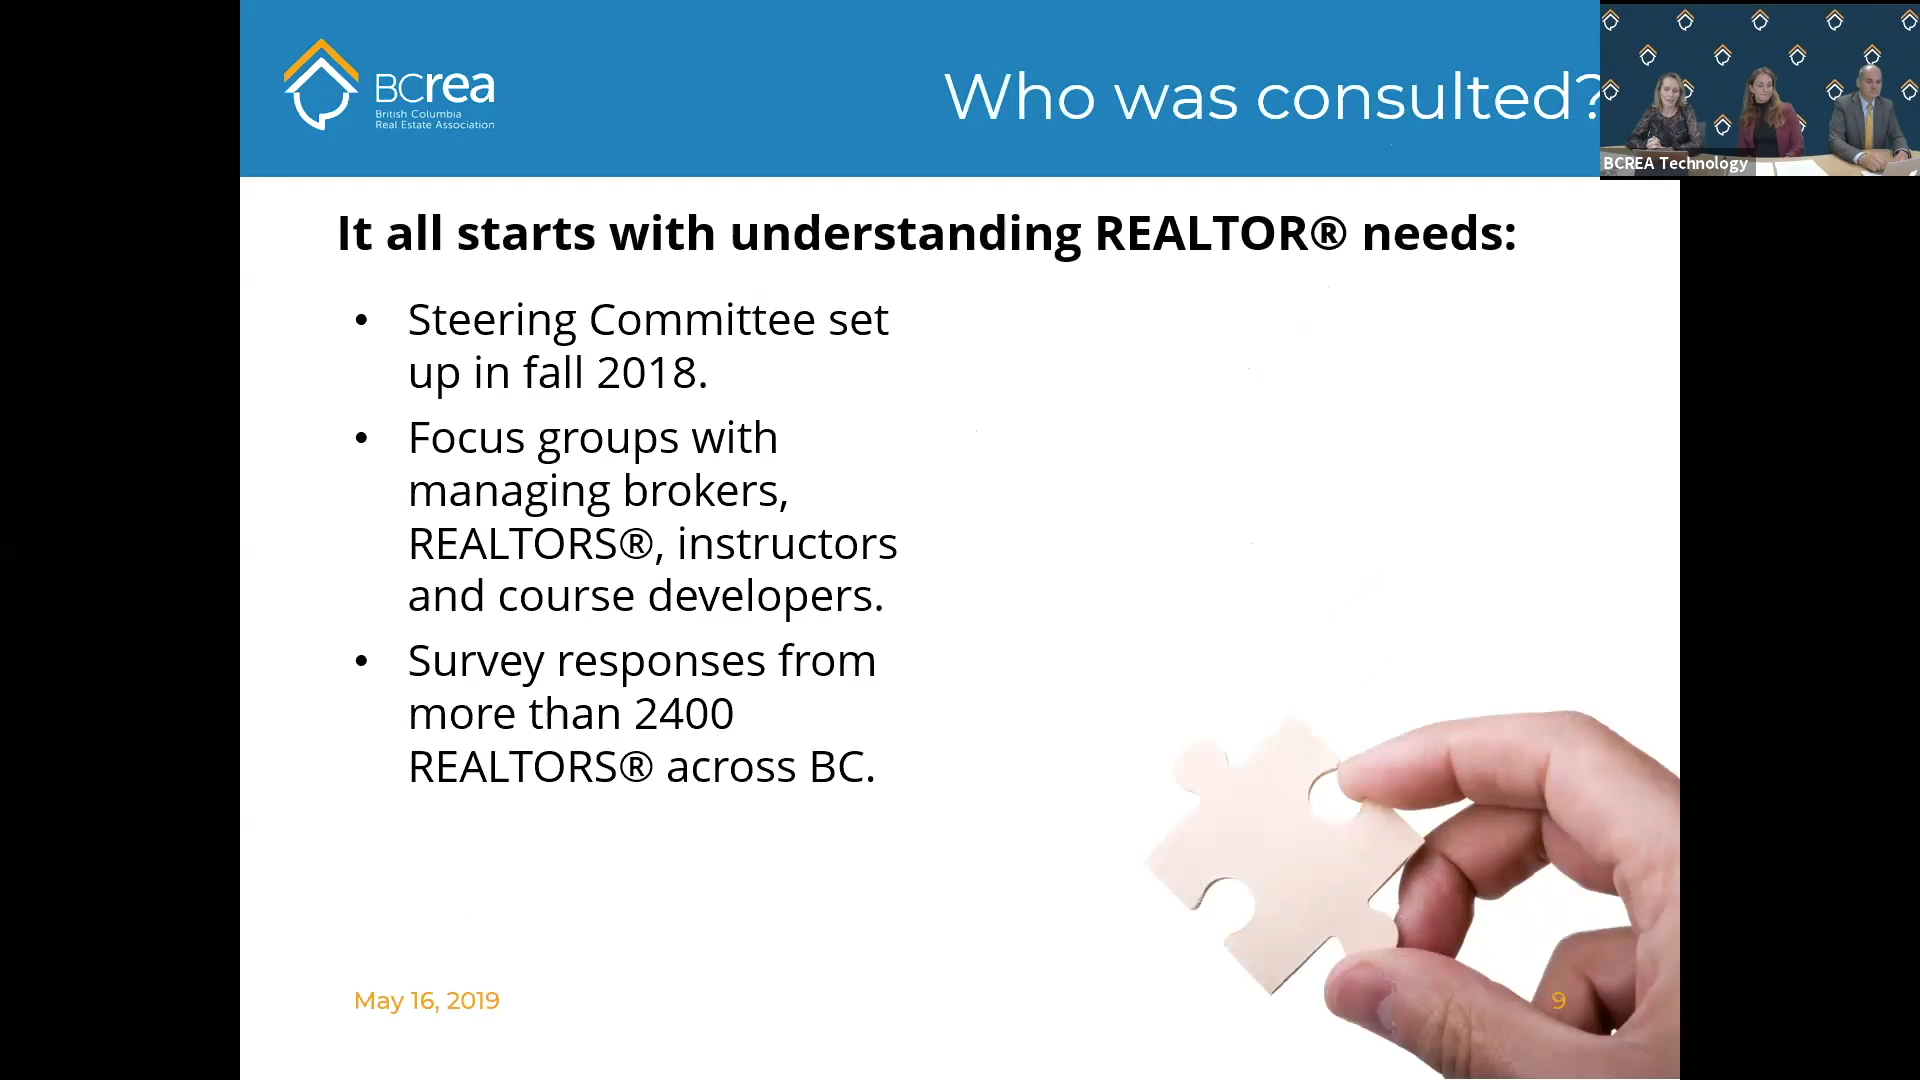 BCrea
British Columbia
Real Estate Association
Who was consulted?
BCREA Technology
It all starts with understanding REALTOR® needs:
• Steering Committee set
up in fall 2018.
• Focus groups with
managing brokers,
REALTORS®, instructors
and course developers.
• Survey responses from
more than 2400
REALTORS® across BC.
May 16, 2019
9